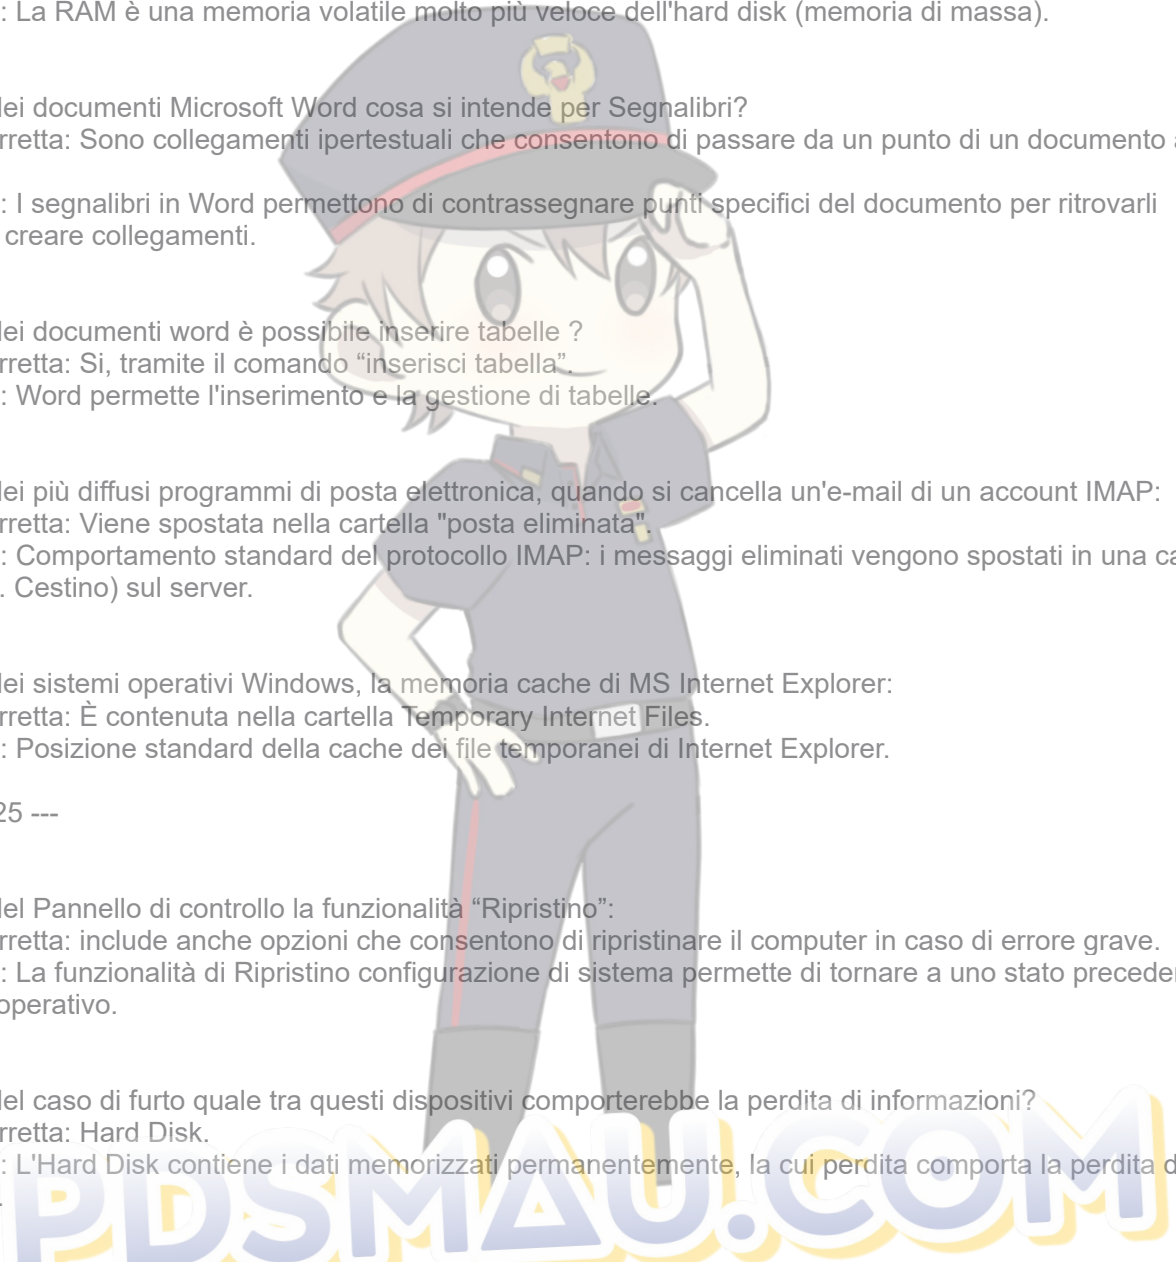 : La RAM è una memoria volatile molto più veloce dell'hard disk (memoria di massa).
dei documenti Microsoft Word cosa si intende per Segnalibri?
rretta: Sono collegamenti ipertestuali che consentono di passare da un punto di un documento
: I segnalibri in Word permettono di contrassegnare punti specifici del documento per ritrovarli
creare collegamenti.
dei documenti word è possibile inserire tabelle ?
rretta: Si, tramite il comando “inserisci tabella”.
: Word permette l'inserimento e la gestione di tabelle.
dei più diffusi programmi di posta elettronica, quando si cancella un'e-mail di un account IMAP:
rretta: Viene spostata nella cartella "posta eliminata".
: Comportamento standard del protocollo IMAP: i messaggi eliminati vengono spostati in una ca
. Cestino) sul server.
dei sistemi operativi Windows, la memoria cache di MS Internet Explorer:
rretta: È contenuta nella cartella Temporary Internet Files.
: Posizione standard della cache dei file temporanei di Internet Explorer.
25 ---
del Pannello di controllo la funzionalità “Ripristino”:
rretta: include anche opzioni che consentono di ripristinare il computer in caso di errore grave.
: La funzionalità di Ripristino configurazione di sistema permette di tornare a uno stato preceder
operativo.
del caso di furto quale tra questi dispositivi comporterebbe la perdita di informazioni?
rretta: Hard Disk.
: L'Hard Disk contiene i dati memorizzati permanentemente, la cui perdita comporta la perdita d
PDSMAU.COM